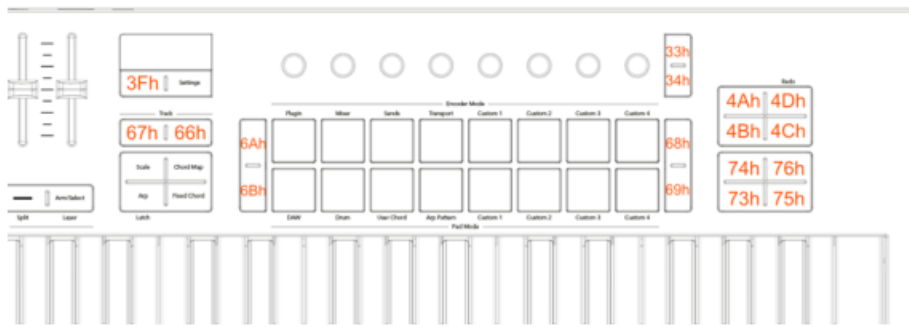 33h
3Fh Settings
34h
Pads
Encoder Mode
4Ah 4Dh
Track
Plugin Mixer Sends Transport Custom 1 Custom 2 Custom 3 Custom 4
67h 66h
4Bh 4Ch
6Ah
68h
Scale Chord Map
74h 76h
6Bh
69h
Arp Fixed Chord
73h 75h
Arm/Select
Split Layer
Latch
DAW Drum User Chord Arp Pattern Custom 1 Custom 2 Custom 3 Custom 4
Pad Mode